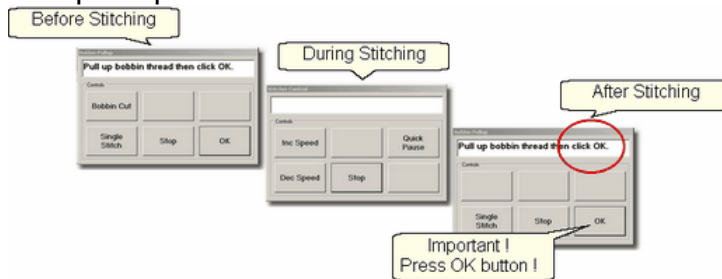 Before Stitching
Bobbin Pullup
Pull up bobbin thread then click OK.
Controls
Bobbin Cut
Single
Stitch
Stop
OK
During Stitching
Stitching Control
Controls
Inc Speed
Quick
Pause
Dec Speed
Stop
After Stitching
Bobbin Pullup
Pull up bobbin thread then click OK.
Controls
Single
Stitch
Stop
OK
Important !
Press OK button !